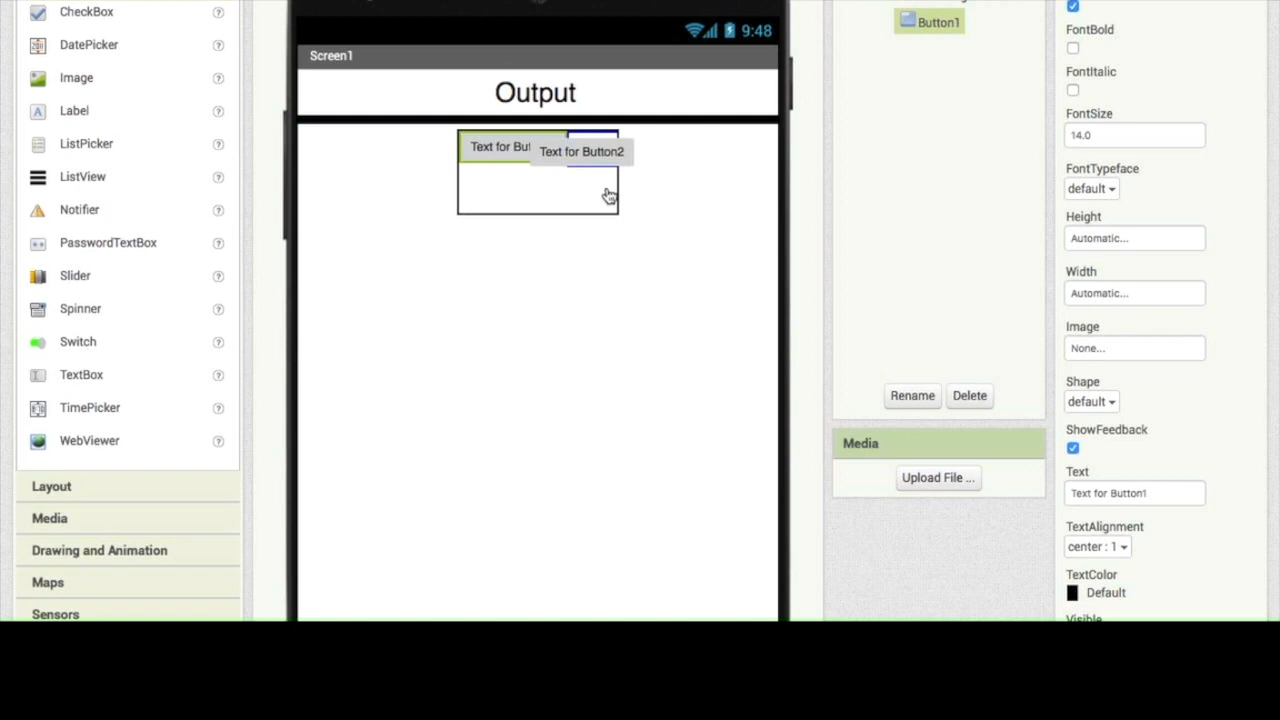 CheckBox
DatePicker
Image
Label
ListPicker
ListView
Notifier
PasswordTextBox
Slider
Spinner
Switch
TextBox
TimePicker
WebViewer
Layout
Media
Drawing and Animation
Maps
Sensors
9:48
Screen1
Output
Text for But
Text for Button2
Button1
Rename
Delete
Media
Upload File ...
FontBold
FontItalic
FontSize
14.0
FontTypeface
default
Height
Automatic...
Width
Automatic...
Image
None...
Shape
default
ShowFeedback
Text
Text for Button1
TextAlignment
center : 1
TextColor
Default
Visible